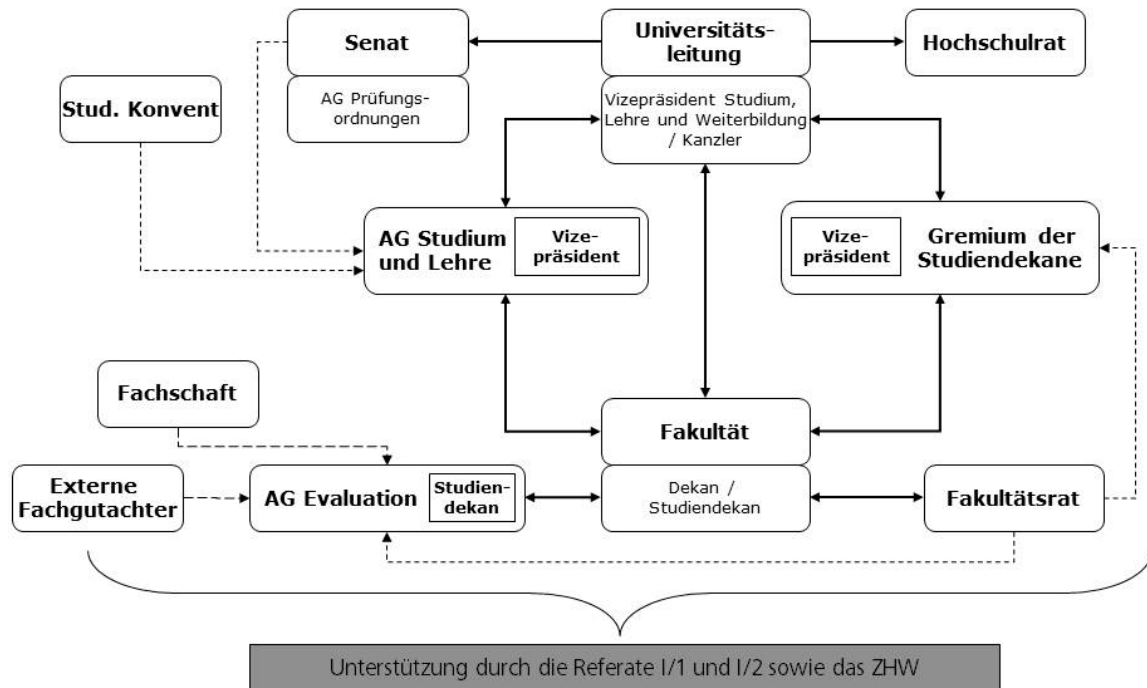 Senat
Universitäts-
leitung
Hochschulrat
AG Prüfungs-
ordnungen
Vizepräsident Studium,
Lehre und Weiterbildung
/ Kanzler
Stud. Konvent
AG Studium
und Lehre
Vize-
präsident
Vize-
präsident
Gremium der
Studiendekane
Fachschaft
Fakultät
Externe
Fachgutachter
AG Evaluation
Studien-
dekan
Dekan /
Studiendekan
Fakultätsrat
Unterstützung durch die Referate I/1 und I/2 sowie das ZHW